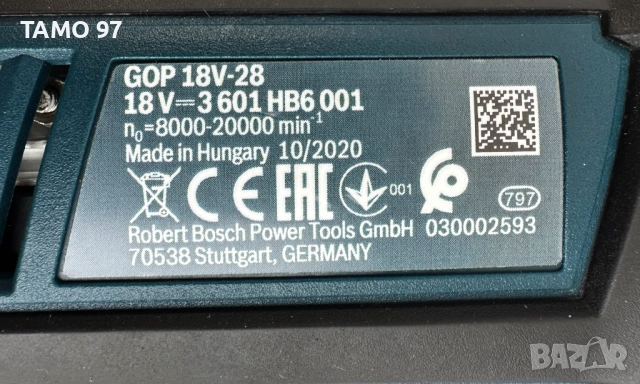 TAMO 97
GOP 18V-28
18 V⎓3 601 HB6 001
n₀=8000-20000 min⁻¹
Made in Hungary 10/2020
CE EAC 001 797
Robert Bosch Power Tools GmbH 030002593
70538 Stuttgart, GERMANY
BAZAR